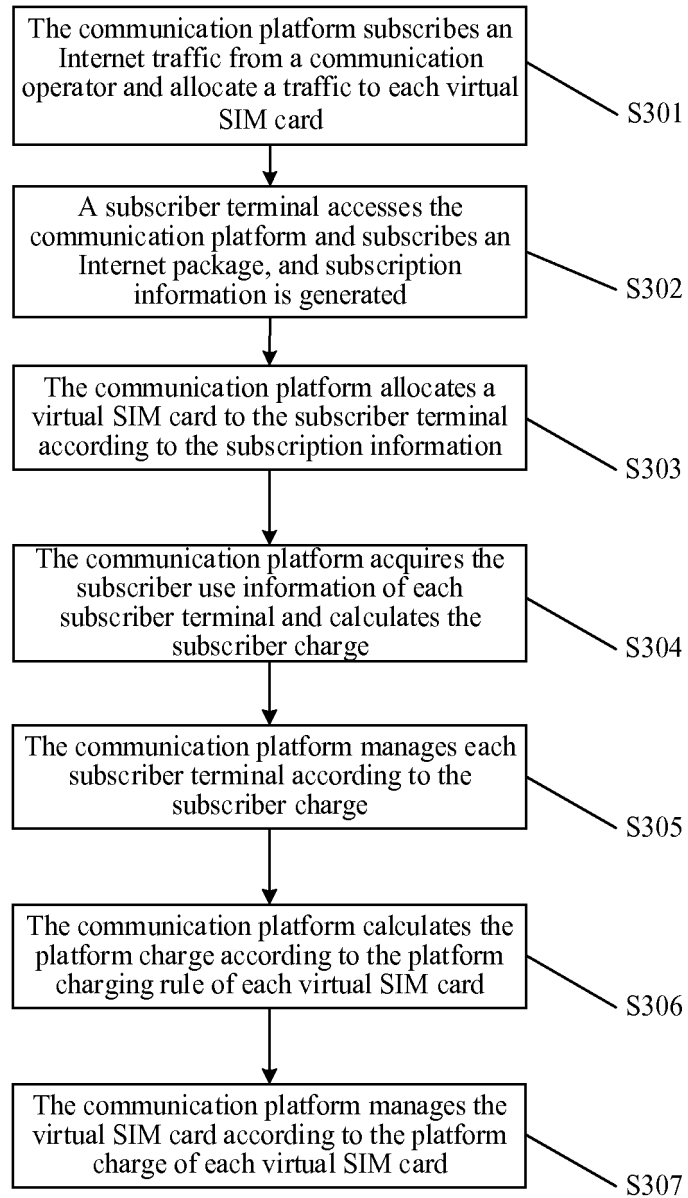 The communication platform subscribes an
Internet traffic from a communication
operator and allocate a traffic to each virtual
SIM card
S301
A subscriber terminal accesses the
communication platform and subscribes an
Internet package, and subscription
information is generated
S302
The communication platform allocates a
virtual SIM card to the subscriber terminal
according to the subscription information
S303
The communication platform acquires the
subscriber use information of each
subscriber terminal and calculates the
subscriber charge
S304
The communication platform manages each
subscriber terminal according to the
subscriber charge
S305
The communication platform calculates the
platform charge according to the platform
charging rule of each virtual SIM card
S306
The communication platform manages the
virtual SIM card according to the platform
charge of each virtual SIM card
S307